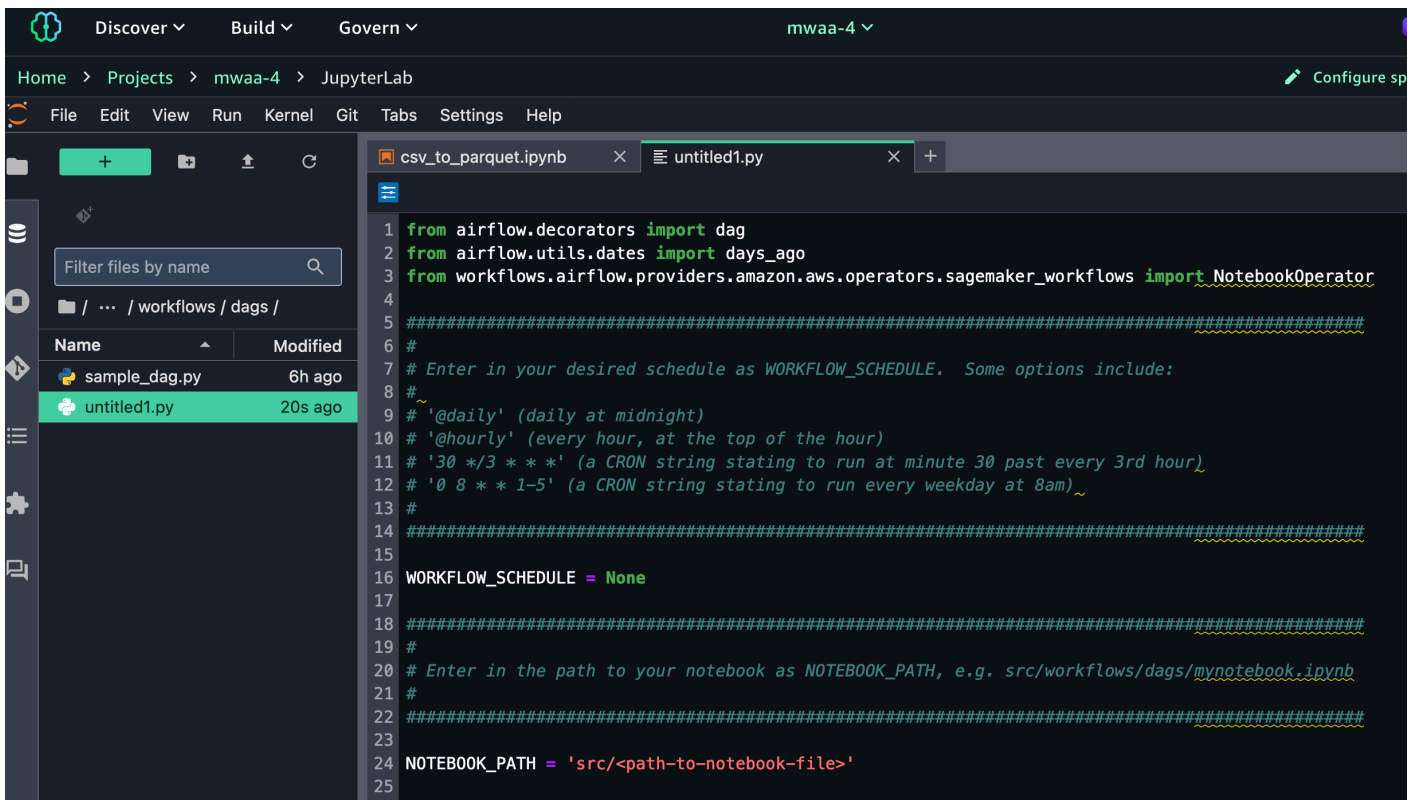 Discover Build Govern mwaa-4
Home > Projects > mwaa-4 > JupyterLab Configure sp
File Edit View Run Kernel Git Tabs Settings Help
csv_to_parquet.ipynb × untitled1.py × +
+
Filter files by name
/ ··· / workflows / dags /
Name Modified
sample_dag.py 6h ago
untitled1.py 20s ago
1 from airflow.decorators import dag
2 from airflow.utils.dates import days_ago
3 from workflows.airflow.providers.amazon.aws.operators.sagemaker_workflows import NotebookOperator
4
5 ################################################################################################
6 #
7 # Enter in your desired schedule as WORKFLOW_SCHEDULE.  Some options include:
8 #
9 # '@daily' (daily at midnight)
10 # '@hourly' (every hour, at the top of the hour)
11 # '30 */3 * * *' (a CRON string stating to run at minute 30 past every 3rd hour)
12 # '0 8 * * 1-5' (a CRON string stating to run every weekday at 8am)
13 #
14 ################################################################################################
15
16 WORKFLOW_SCHEDULE = None
17
18 ################################################################################################
19 #
20 # Enter in the path to your notebook as NOTEBOOK_PATH, e.g. src/workflows/dags/mynotebook.ipynb
21 #
22 ################################################################################################
23
24 NOTEBOOK_PATH = 'src/<path-to-notebook-file>'
25